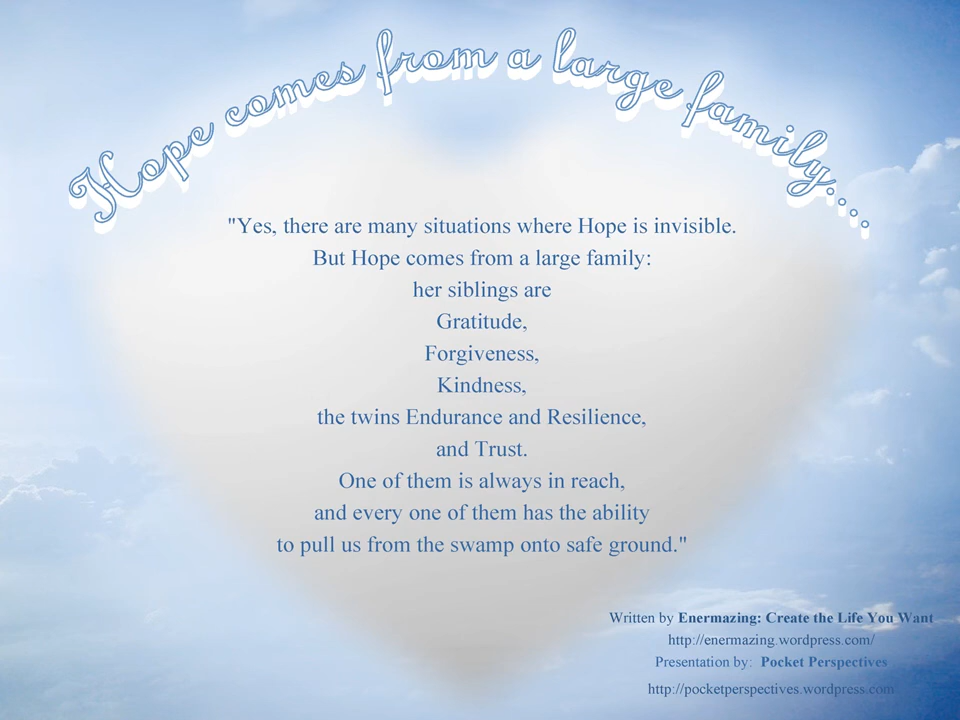 Hope comes from a large family....
"Yes, there are many situations where Hope is invisible.
But Hope comes from a large family:
her siblings are
Gratitude,
Forgiveness,
Kindness,
the twins Endurance and Resilience,
and Trust.
One of them is always in reach,
and every one of them has the ability
to pull us from the swamp onto safe ground."
Written by Enermazing: Create the Life You Want
http://enermazing.wordpress.com/
Presentation by: Pocket Perspectives
http://pocketperspectives.wordpress.com